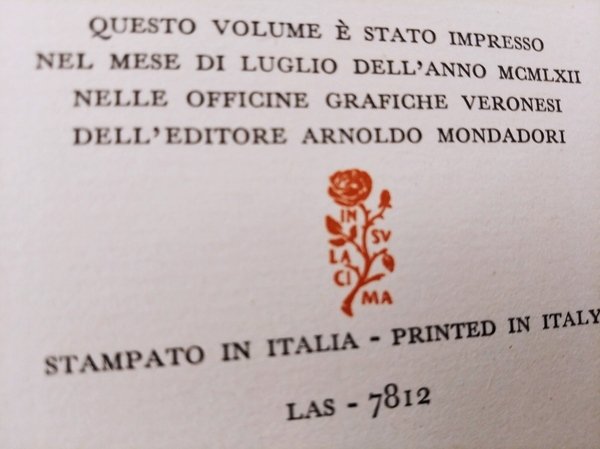 QUESTO VOLUME È STATO IMPRESSO
NEL MESE DI LUGLIO DELL'ANNO MCMLXII
NELLE OFFICINE GRAFICHE VERONESI
DELL'EDITORE ARNOLDO MONDADORI
IN SV
LA
CI MA
STAMPATO IN ITALIA - PRINTED IN ITALY
LAS - 7812